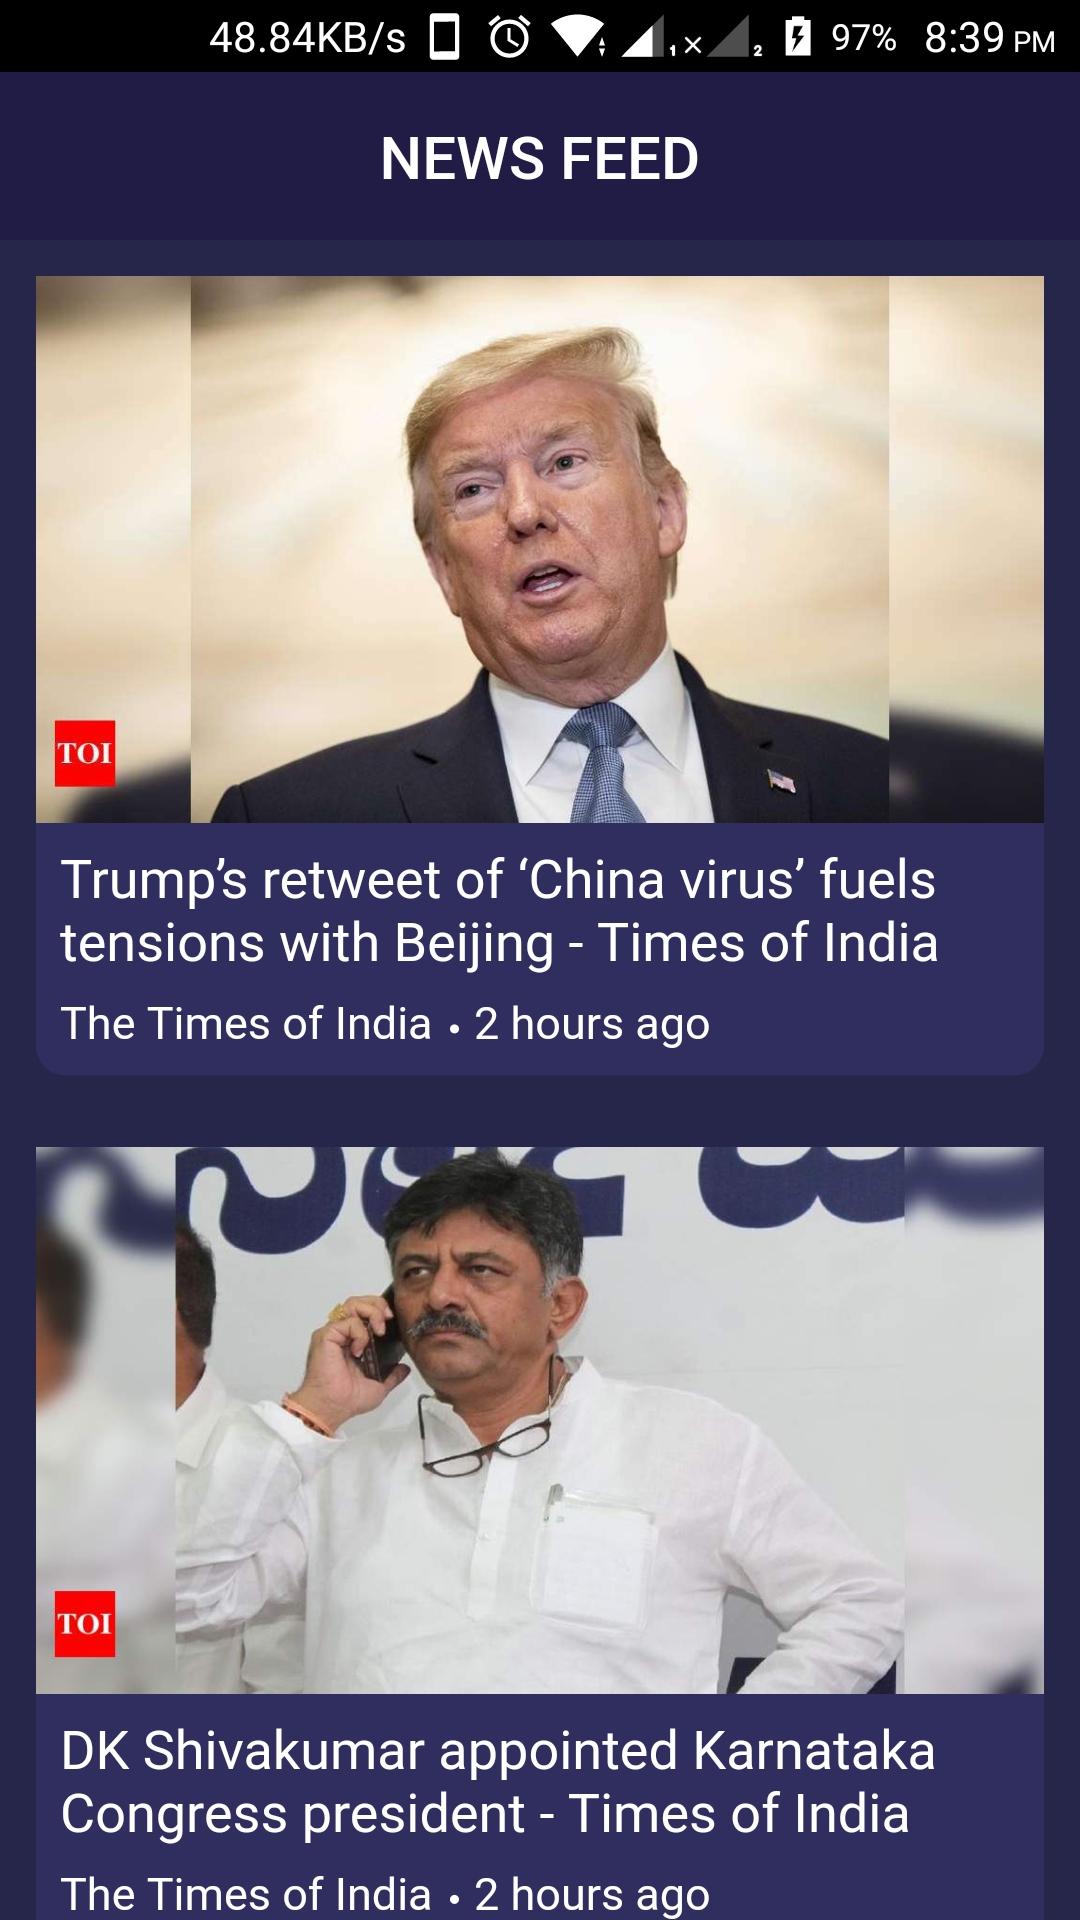 48.84KB/s 1 × 2 97% 8:39 PM
NEWS FEED
TOI
Trump’s retweet of ‘China virus’ fuels
tensions with Beijing - Times of India
The Times of India • 2 hours ago
TOI
DK Shivakumar appointed Karnataka
Congress president - Times of India
The Times of India • 2 hours ago